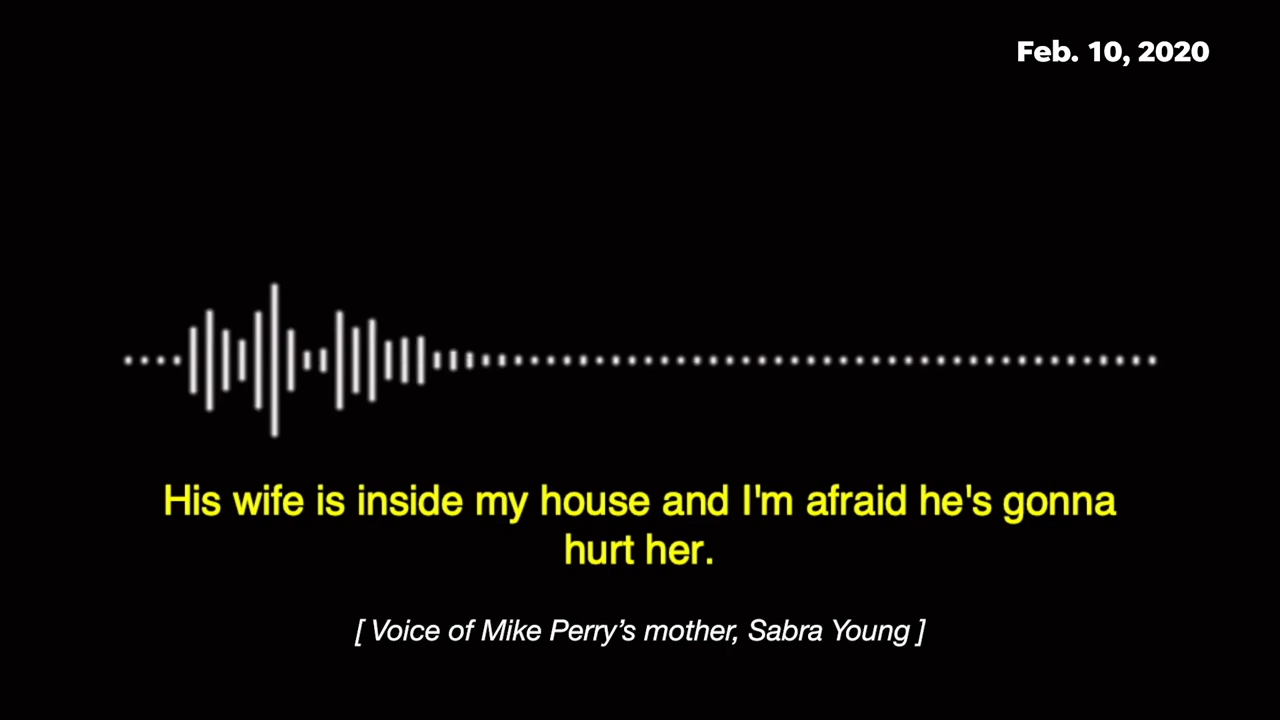 Feb. 10, 2020
His wife is inside my house and I'm afraid he's gonna
hurt her.
[ Voice of Mike Perry’s mother, Sabra Young ]